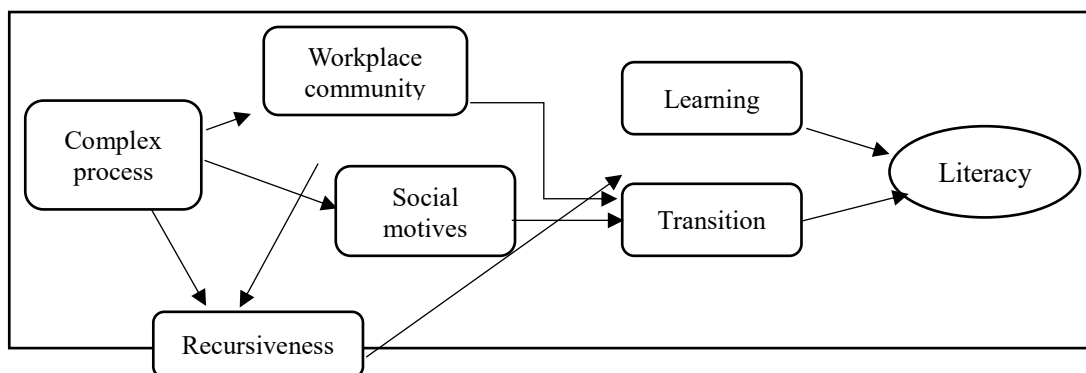 Workplace
community
Learning
Complex
process
Literacy
Social
motives
Transition
Recursiveness